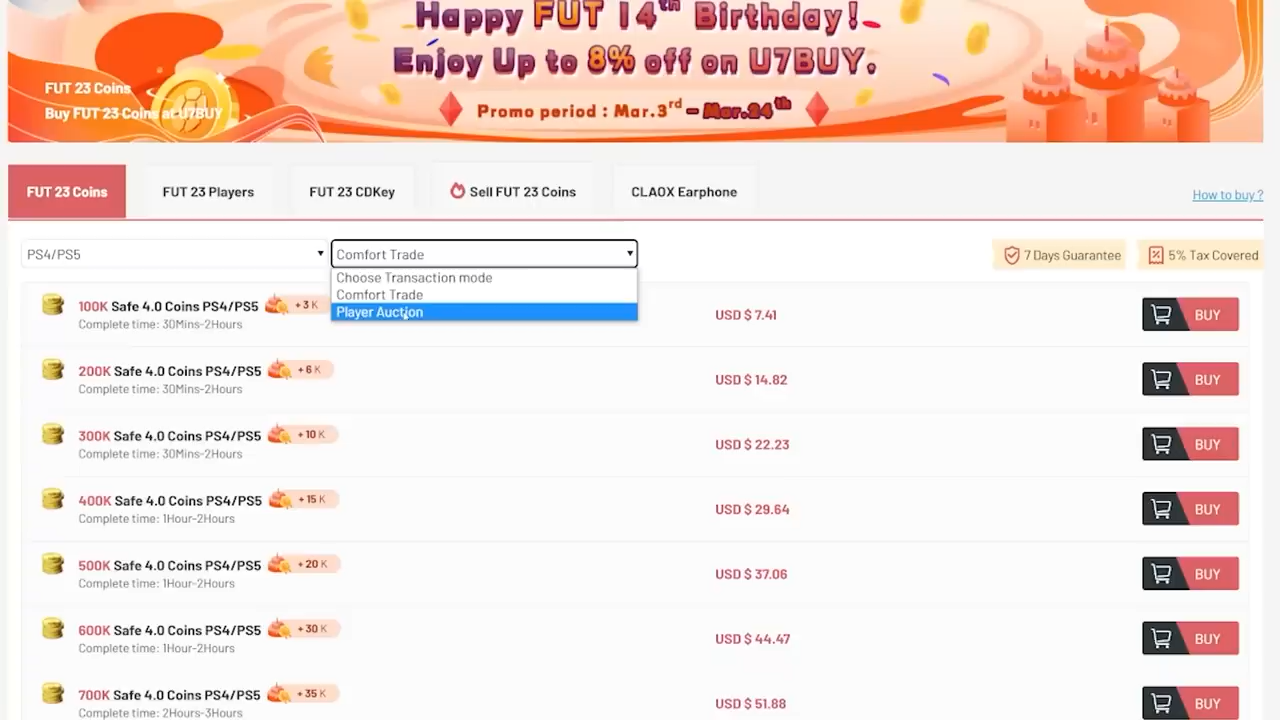 Happy FUT 14th Birthday!
Enjoy Up to 8% off on U7BUY.
FUT 23 Coins
Buy FUT 23 Coins at U7BUY
Promo period : Mar.3rd – Mar.24th
FUT 23 Coins
FUT 23 Players
FUT 23 CDKey
Sell FUT 23 Coins
CLAOX Earphone
How to buy ?
PS4/PS5
Comfort Trade
7 Days Guarantee
5% Tax Covered
Choose Transaction mode
Comfort Trade
Player Auction
100K Safe 4.0 Coins PS4/PS5 + 3 K
Complete time: 30Mins-2Hours
USD $ 7.41
BUY
200K Safe 4.0 Coins PS4/PS5 + 6 K
Complete time: 30Mins-2Hours
USD $ 14.82
BUY
300K Safe 4.0 Coins PS4/PS5 + 10 K
Complete time: 30Mins-2Hours
USD $ 22.23
BUY
400K Safe 4.0 Coins PS4/PS5 + 15 K
Complete time: 1Hour-2Hours
USD $ 29.64
BUY
500K Safe 4.0 Coins PS4/PS5 + 20 K
Complete time: 1Hour-2Hours
USD $ 37.06
BUY
600K Safe 4.0 Coins PS4/PS5 + 30 K
Complete time: 1Hour-2Hours
USD $ 44.47
BUY
700K Safe 4.0 Coins PS4/PS5 + 35 K
Complete time: 2Hours-3Hours
USD $ 51.88
BUY